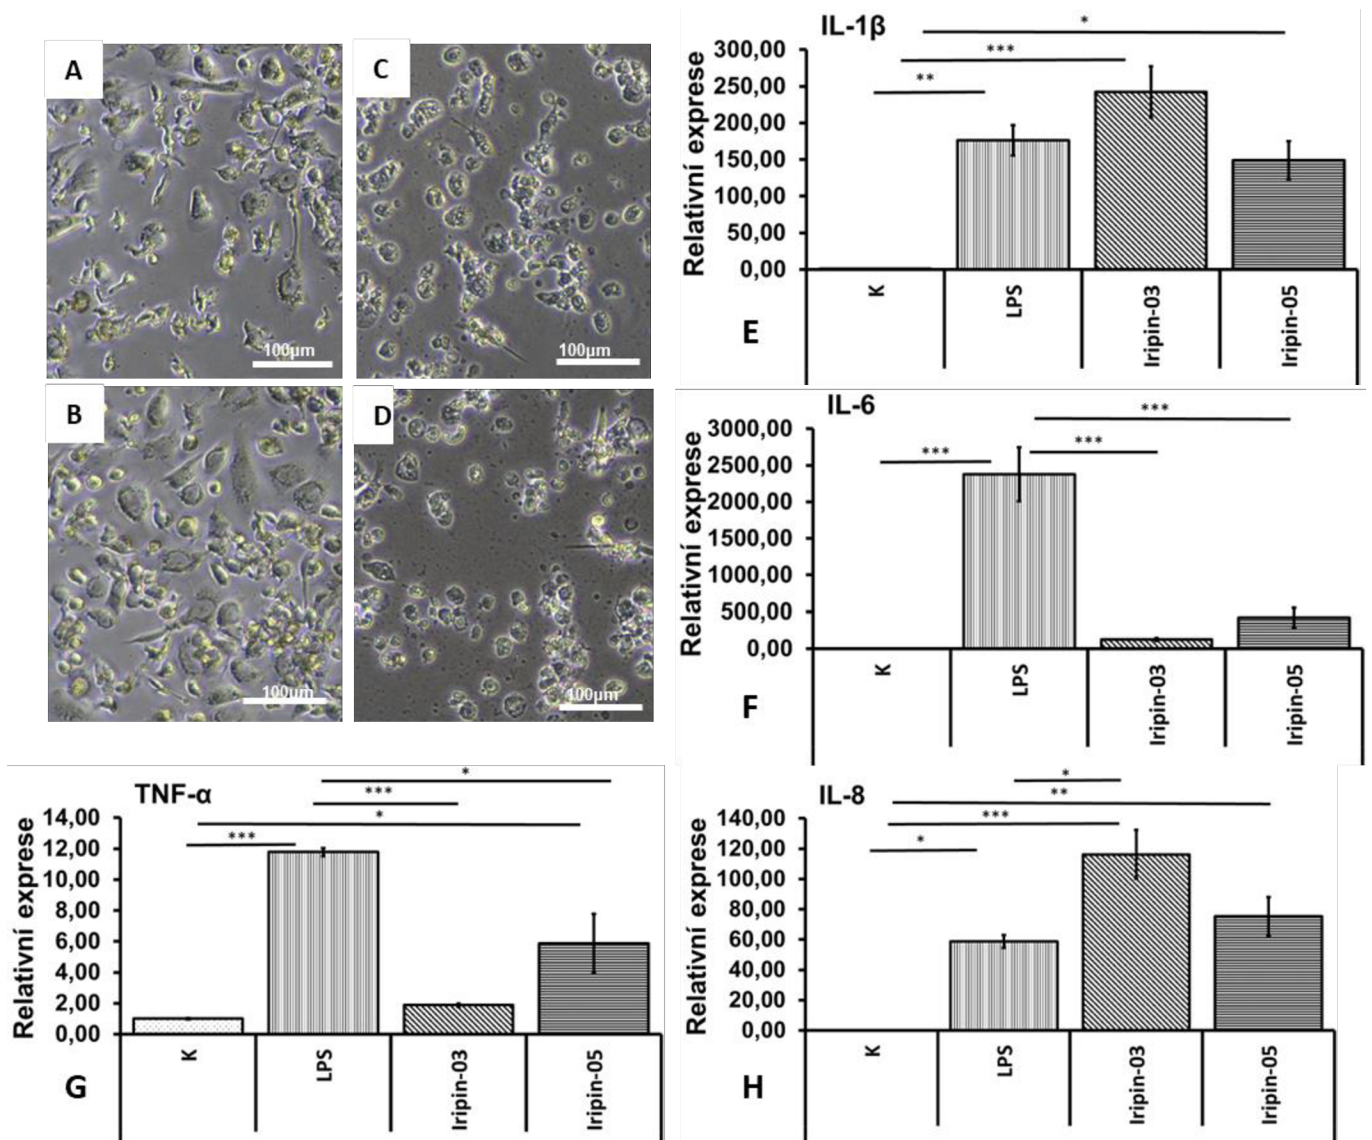 A
100µm
C
100µm
B
100µm
D
100µm
IL-1β
*
***
**
Relativní exprese
300,00
250,00
200,00
150,00
100,00
50,00
0,00
K
LPS
Iripin-03
Iripin-05
E
IL-6
***
***
***
Relativní exprese
3000,00
2500,00
2000,00
1500,00
1000,00
500,00
0,00
K
LPS
Iripin-03
Iripin-05
F
TNF-α
*
***
*
***
Relativní exprese
14,00
12,00
10,00
8,00
6,00
4,00
2,00
0,00
K
LPS
Iripin-03
Iripin-05
G
IL-8
*
**
***
*
Relativní exprese
140,00
120,00
100,00
80,00
60,00
40,00
20,00
0,00
K
LPS
Iripin-03
Iripin-05
H